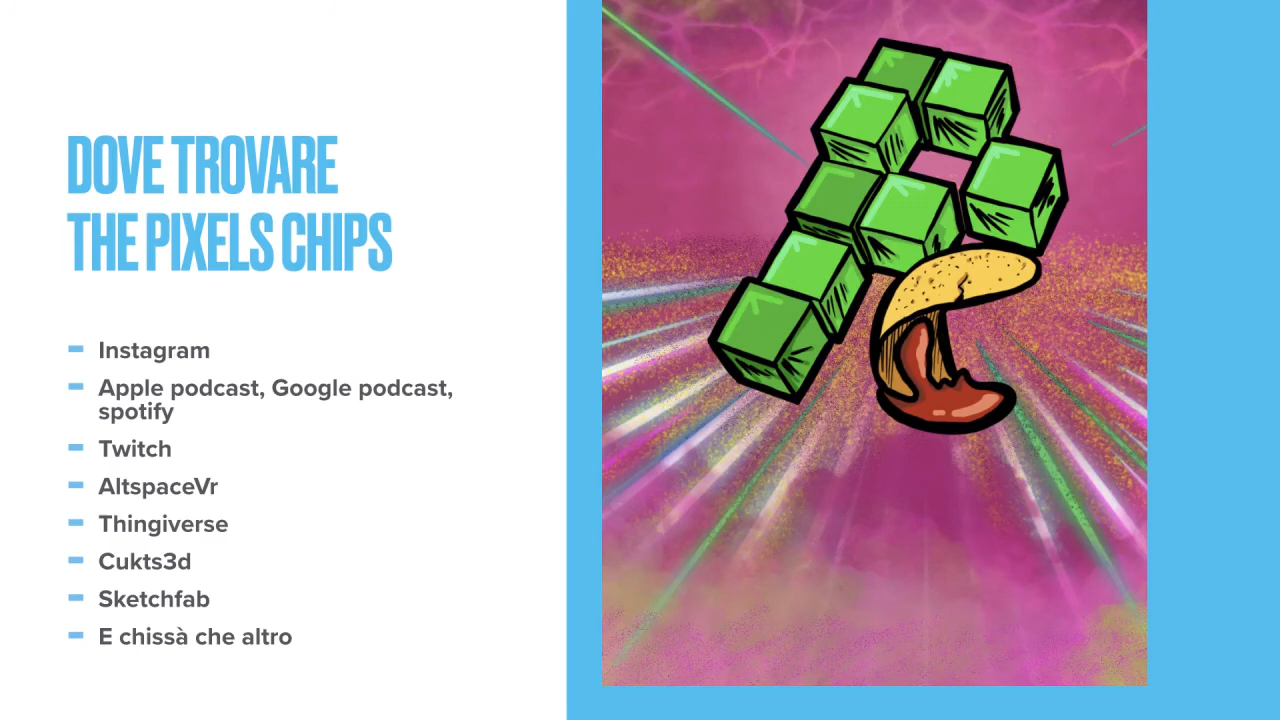 DOVE TROVARE
THE PIXELS CHIPS
Instagram
Apple podcast, Google podcast,
spotify
Twitch
AltspaceVr
Thingiverse
Cukts3d
Sketchfab
E chissà che altro